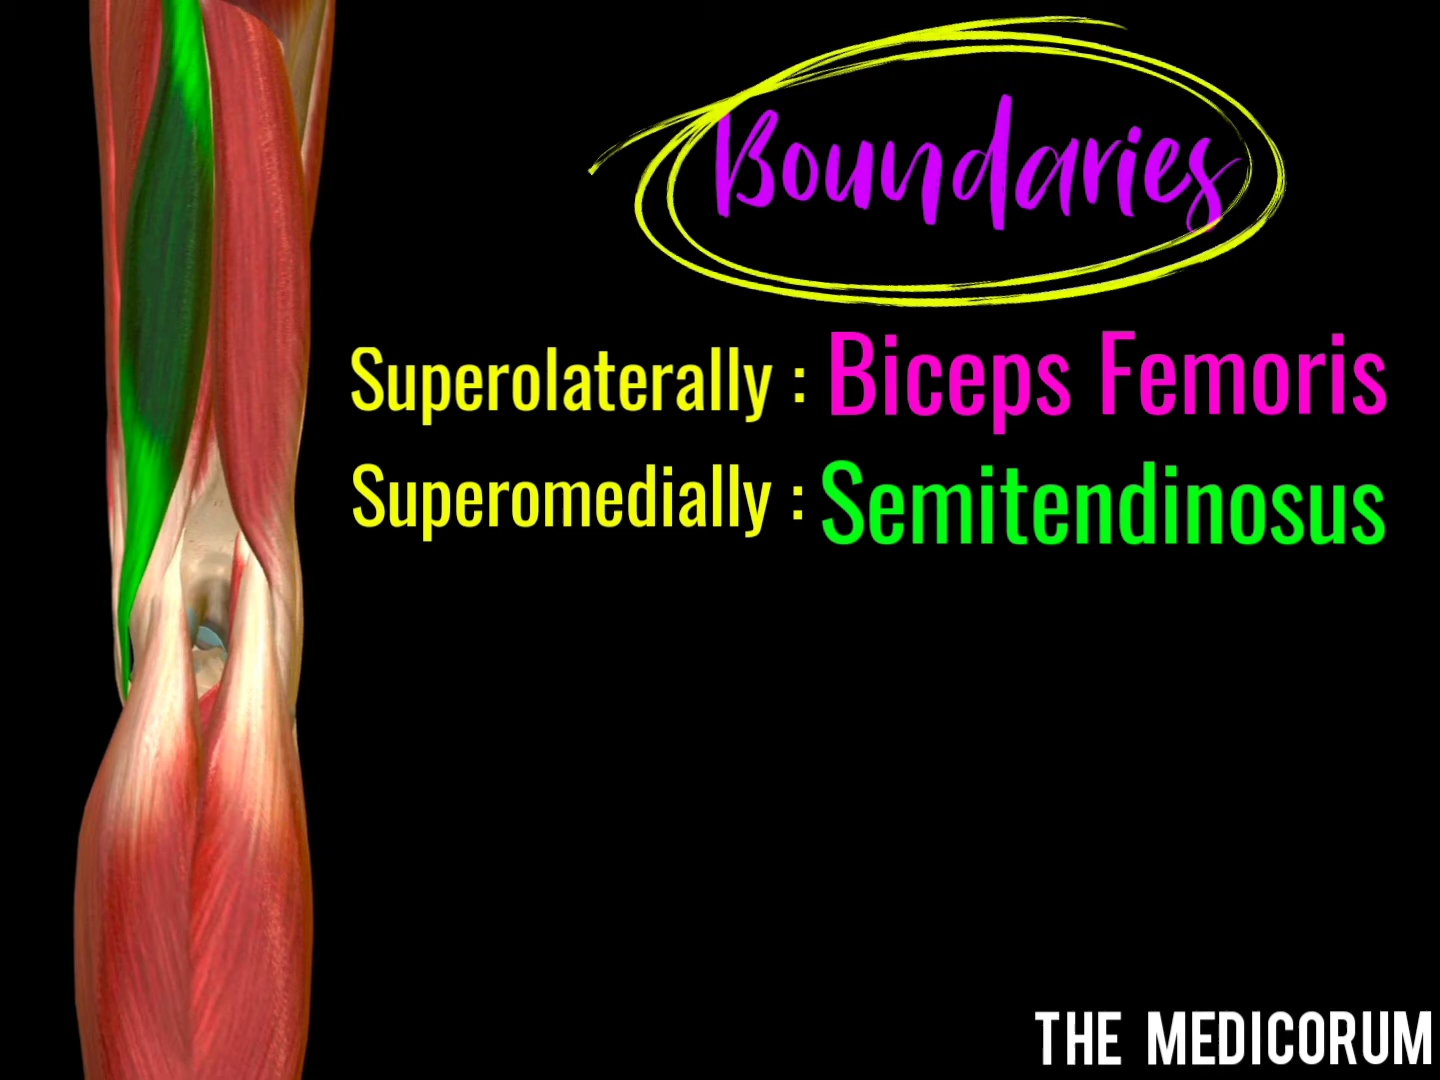 Boundaries
Superolaterally : Biceps Femoris
Superomedially : Semitendinosus
THE MEDICORUM